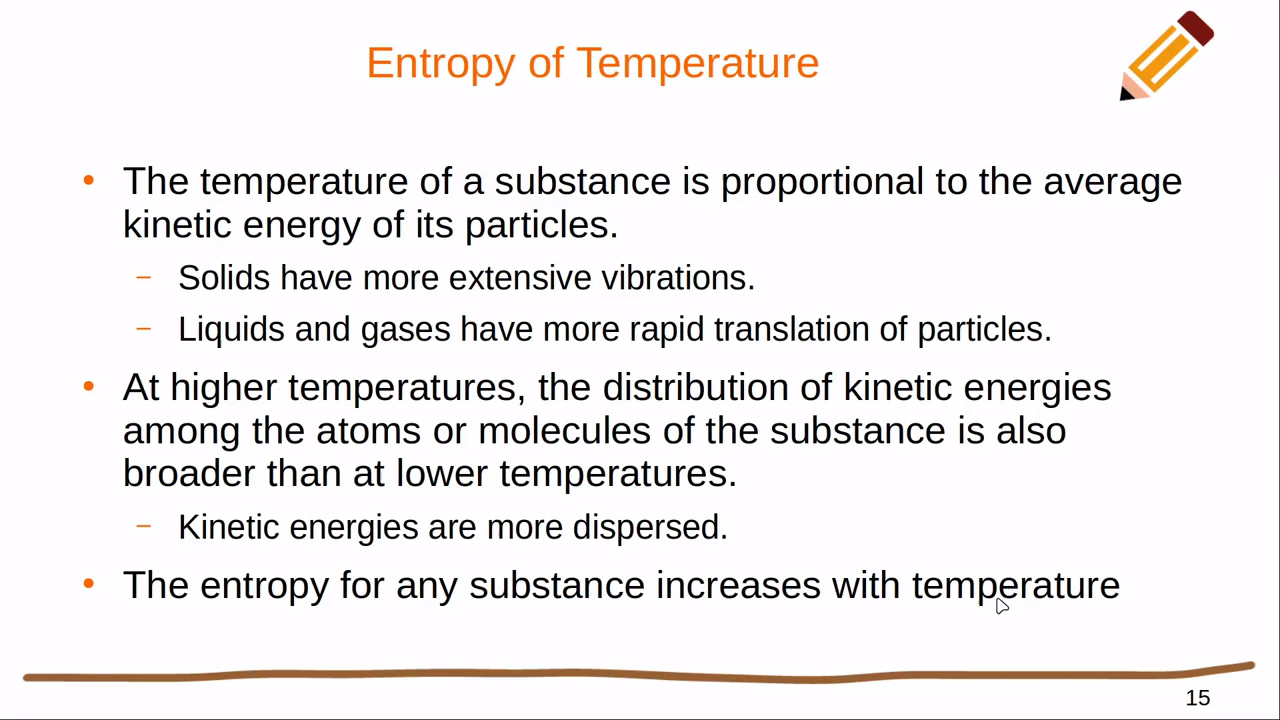 Entropy of Temperature
• The temperature of a substance is proportional to the average
kinetic energy of its particles.
– Solids have more extensive vibrations.
– Liquids and gases have more rapid translation of particles.
• At higher temperatures, the distribution of kinetic energies
among the atoms or molecules of the substance is also
broader than at lower temperatures.
– Kinetic energies are more dispersed.
• The entropy for any substance increases with temperature
15